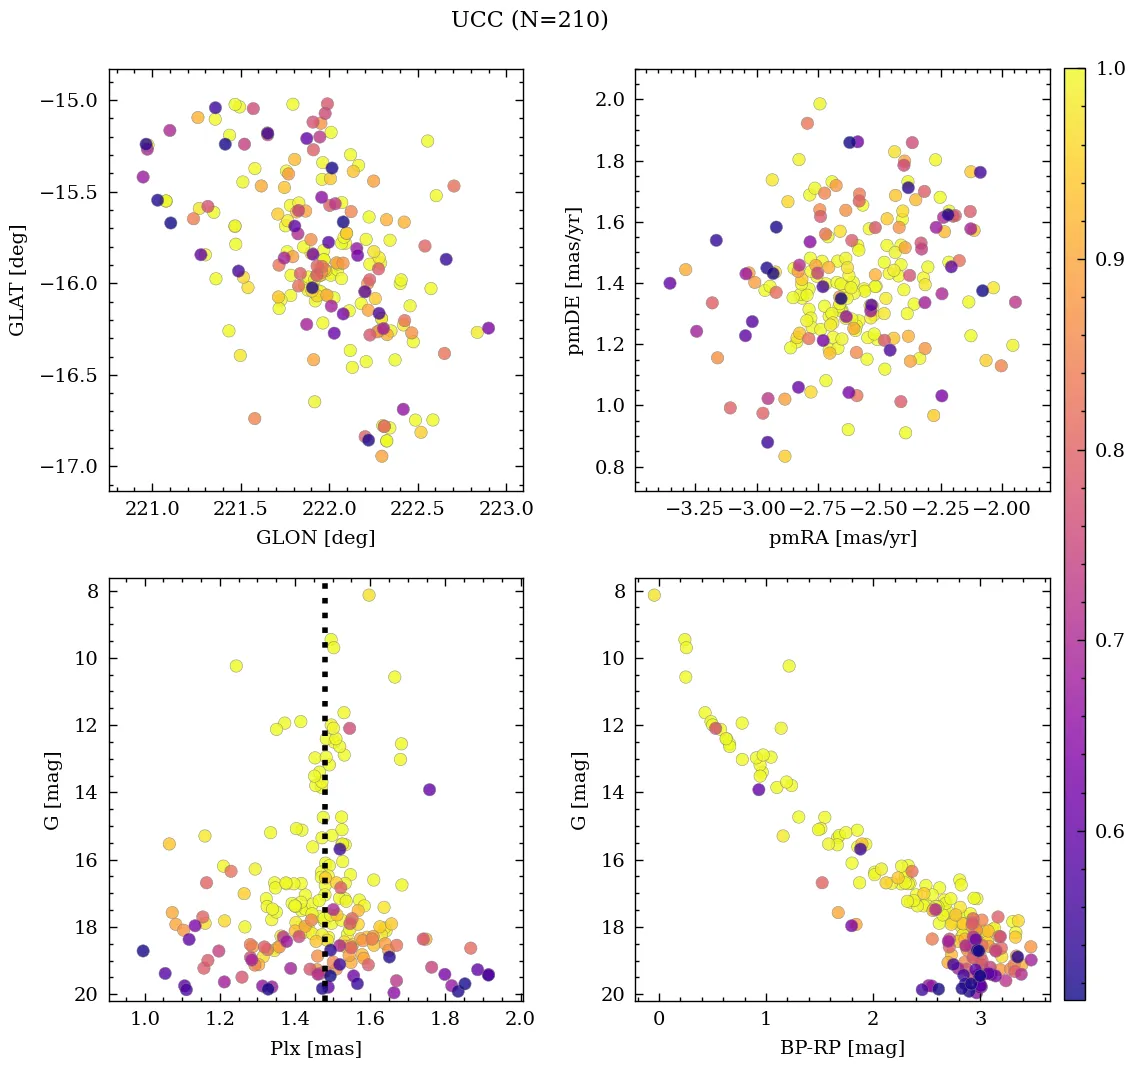 UCC (N=210)
−15.0
−15.5
−16.0
−16.5
−17.0
GLAT [deg]
221.0 221.5 222.0 222.5 223.0
GLON [deg]
2.0
1.8
1.6
1.4
1.2
1.0
0.8
pmDE [mas/yr]
−3.25 −3.00 −2.75 −2.50 −2.25 −2.00
pmRA [mas/yr]
1.0
0.9
0.8
0.7
0.6
8
10
12
14
16
18
20
G [mag]
1.0 1.2 1.4 1.6 1.8 2.0
Plx [mas]
8
10
12
14
16
18
20
G [mag]
0 1 2 3
BP-RP [mag]